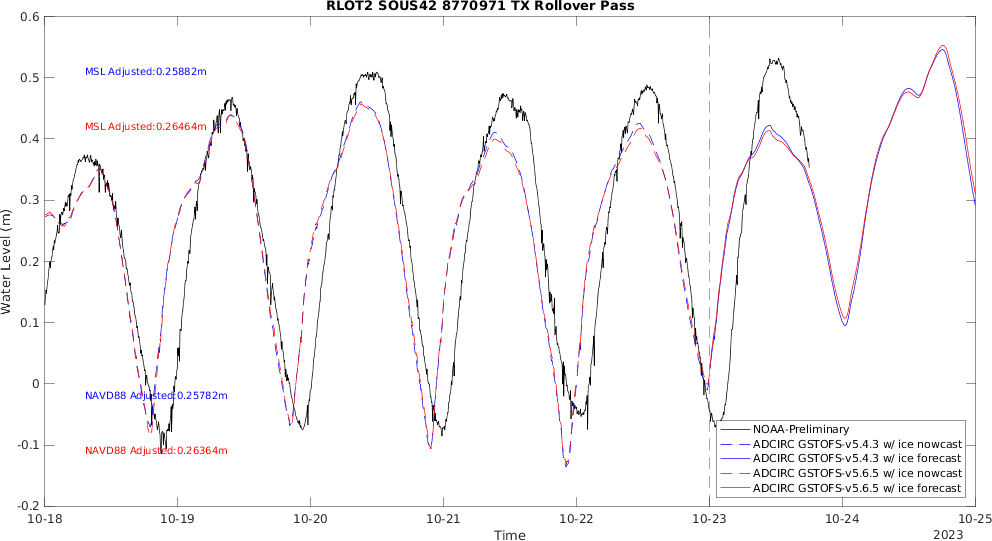 RLOT2 SOUS42 8770971 TX Rollover Pass
0.6
0.5
0.4
0.3
0.2
0.1
0
-0.1
-0.2
Water Level (m)
MSL Adjusted:0.25882m
MSL Adjusted:0.26464m
NAVD88 Adjusted:0.25782m
NAVD88 Adjusted:0.26364m
NOAA-Preliminary
ADCIRC GSTOFS-v5.4.3 w/ ice nowcast
ADCIRC GSTOFS-v5.4.3 w/ ice forecast
ADCIRC GSTOFS-v5.6.5 w/ ice nowcast
ADCIRC GSTOFS-v5.6.5 w/ ice forecast
10-18 10-19 10-20 10-21 10-22 10-23 10-24 10-25
Time
2023